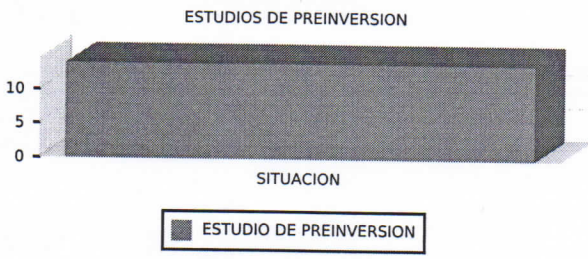 ESTUDIOS DE PREINVERSION
10
5
0
SITUACION
ESTUDIO DE PREINVERSION